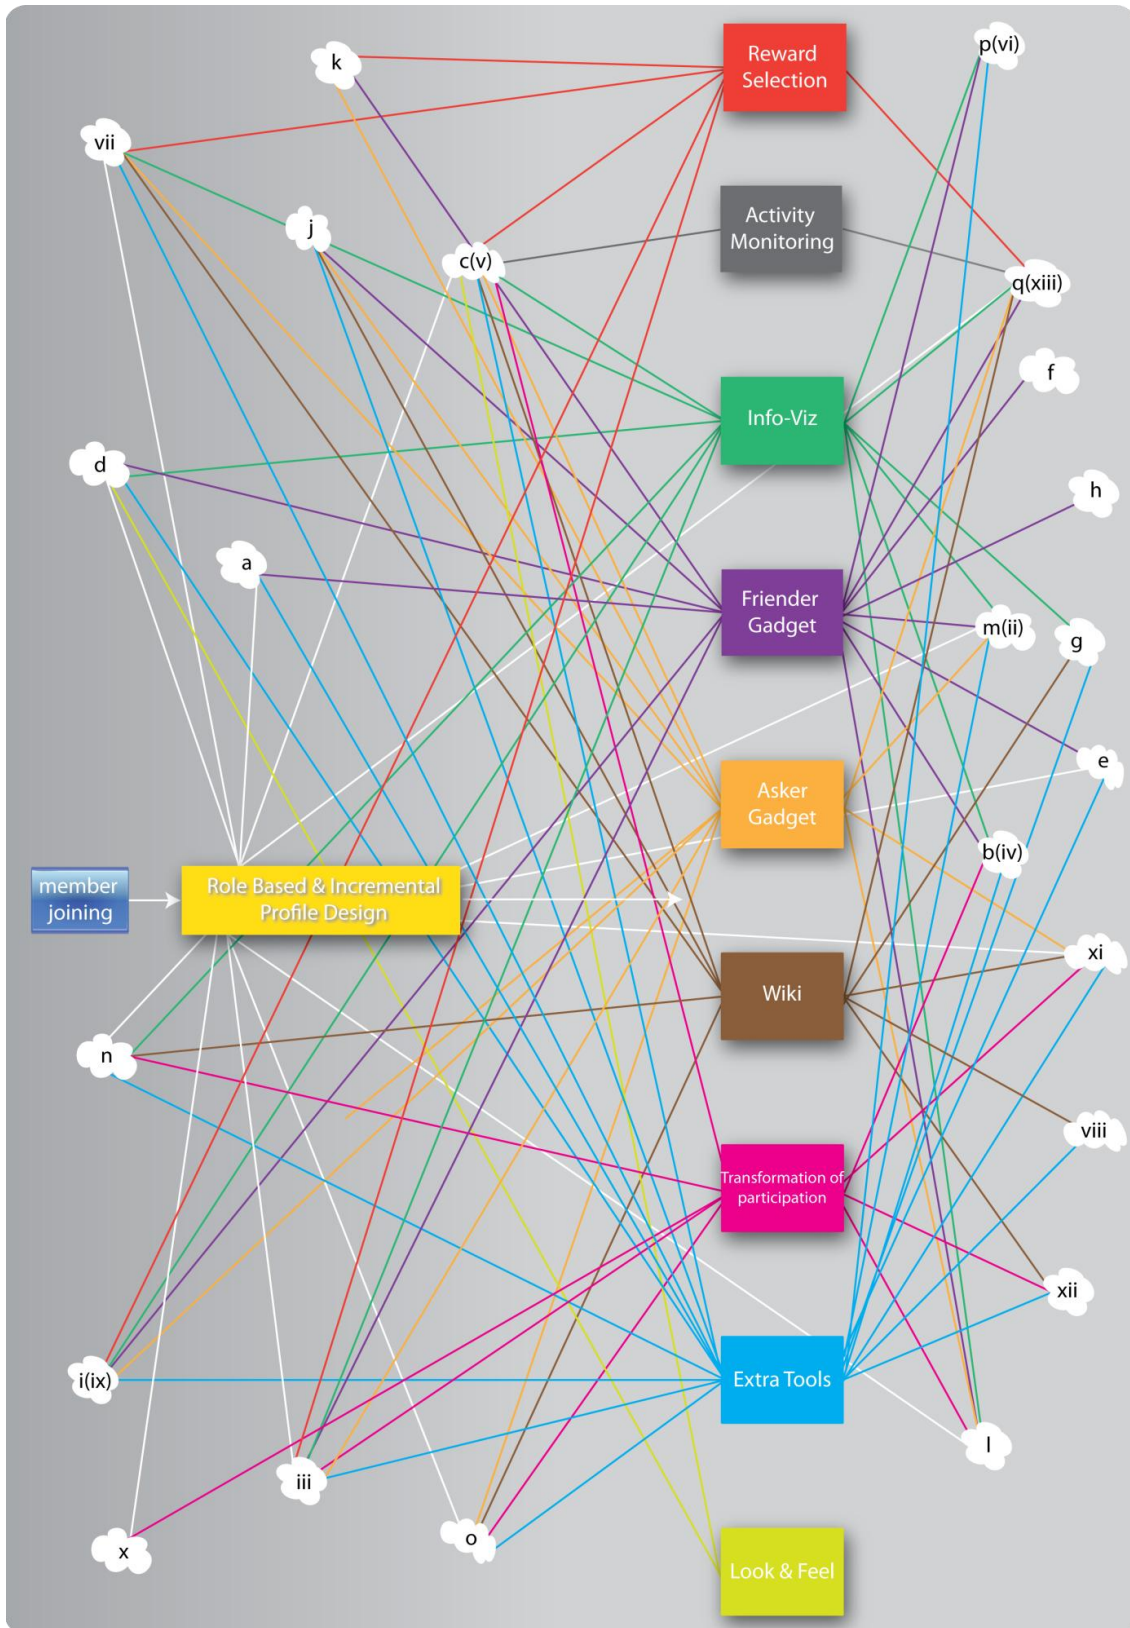 k
Reward
Selection
p(vi)
vii
j
Activity
Monitoring
c(v)
q(xiii)
f
Info-Viz
d
h
a
Friender
Gadget
m(ii)
g
e
Asker
Gadget
b(iv)
member
joining
Role Based & Incremental
Profile Design
xi
Wiki
n
viii
Transformation of
participation
xii
i(ix)
Extra Tools
l
iii
o
x
Look & Feel